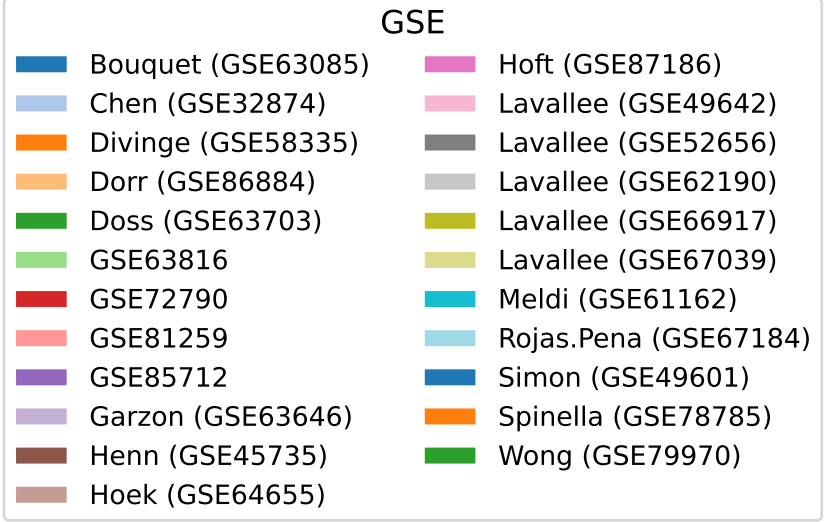 GSE
Bouquet (GSE63085)
Chen (GSE32874)
Divinge (GSE58335)
Dorr (GSE86884)
Doss (GSE63703)
GSE63816
GSE72790
GSE81259
GSE85712
Garzon (GSE63646)
Henn (GSE45735)
Hoek (GSE64655)
Hoft (GSE87186)
Lavallee (GSE49642)
Lavallee (GSE52656)
Lavallee (GSE62190)
Lavallee (GSE66917)
Lavallee (GSE67039)
Meldi (GSE61162)
Rojas.Pena (GSE67184)
Simon (GSE49601)
Spinella (GSE78785)
Wong (GSE79970)